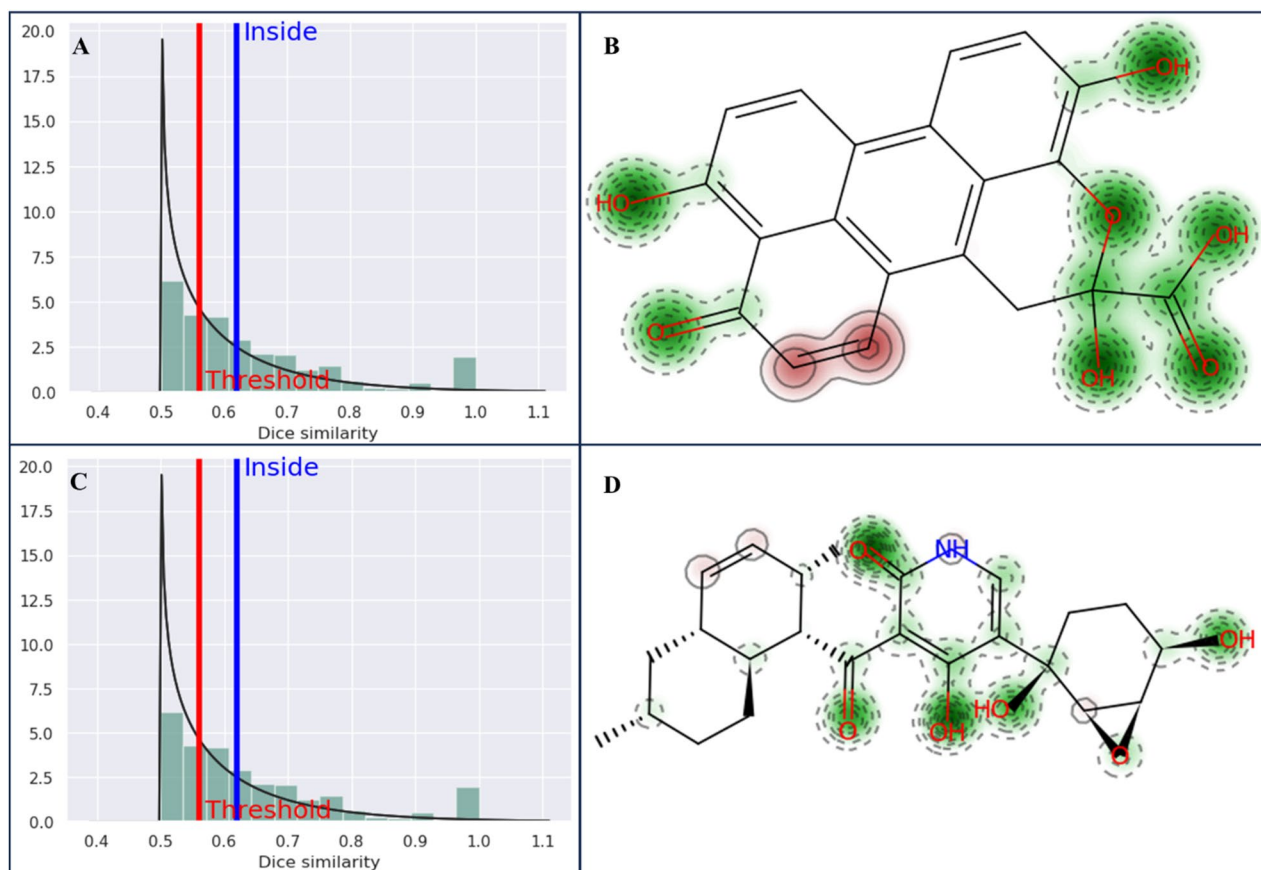 A
B
20.0
17.5
15.0
12.5
10.0
7.5
5.0
2.5
0.0
Inside
Threshold
0.4 0.5 0.6 0.7 0.8 0.9 1.0 1.1
Dice similarity
OH
HO
O
OH
O
OH
O
C
D
20.0
17.5
15.0
12.5
10.0
7.5
5.0
2.5
0.0
Inside
Threshold
0.4 0.5 0.6 0.7 0.8 0.9 1.0 1.1
Dice similarity
O
NH
OH
HO
O
OH
O